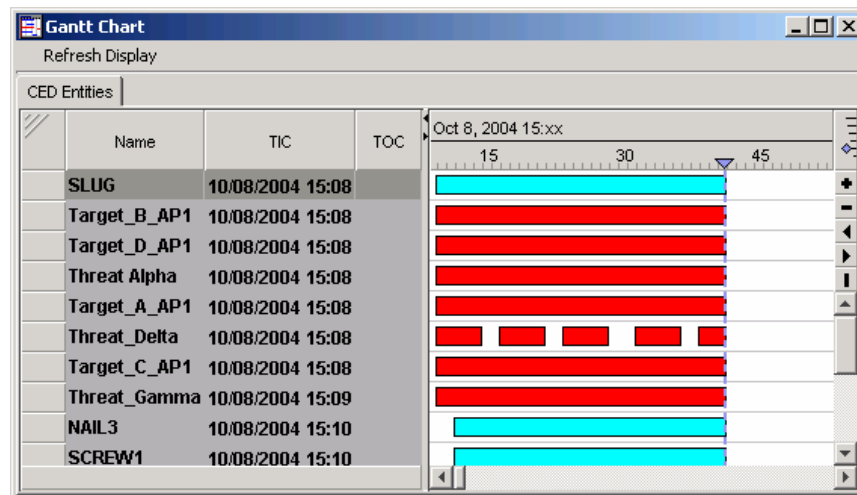 Gantt Chart
Refresh Display
CED Entities
Name TIC TOC Oct 8, 2004 15:xx
15 30 45
SLUG 10/08/2004 15:08
Target_B_AP1 10/08/2004 15:08
Target_D_AP1 10/08/2004 15:08
Threat Alpha 10/08/2004 15:08
Target_A_AP1 10/08/2004 15:08
Threat_Delta 10/08/2004 15:08
Target_C_AP1 10/08/2004 15:08
Threat_Gamma 10/08/2004 15:09
NAIL3 10/08/2004 15:10
SCREW1 10/08/2004 15:10